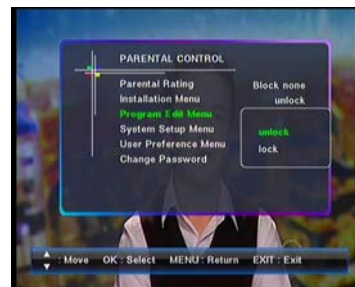 PARENTAL CONTROL
Parental Rating Block none
Installation Menu unlock
Program Edit Menu unlock
System Setup Menu lock
User Preference Menu
Change Password
: Move OK : Select MENU : Return EXIT : Exit